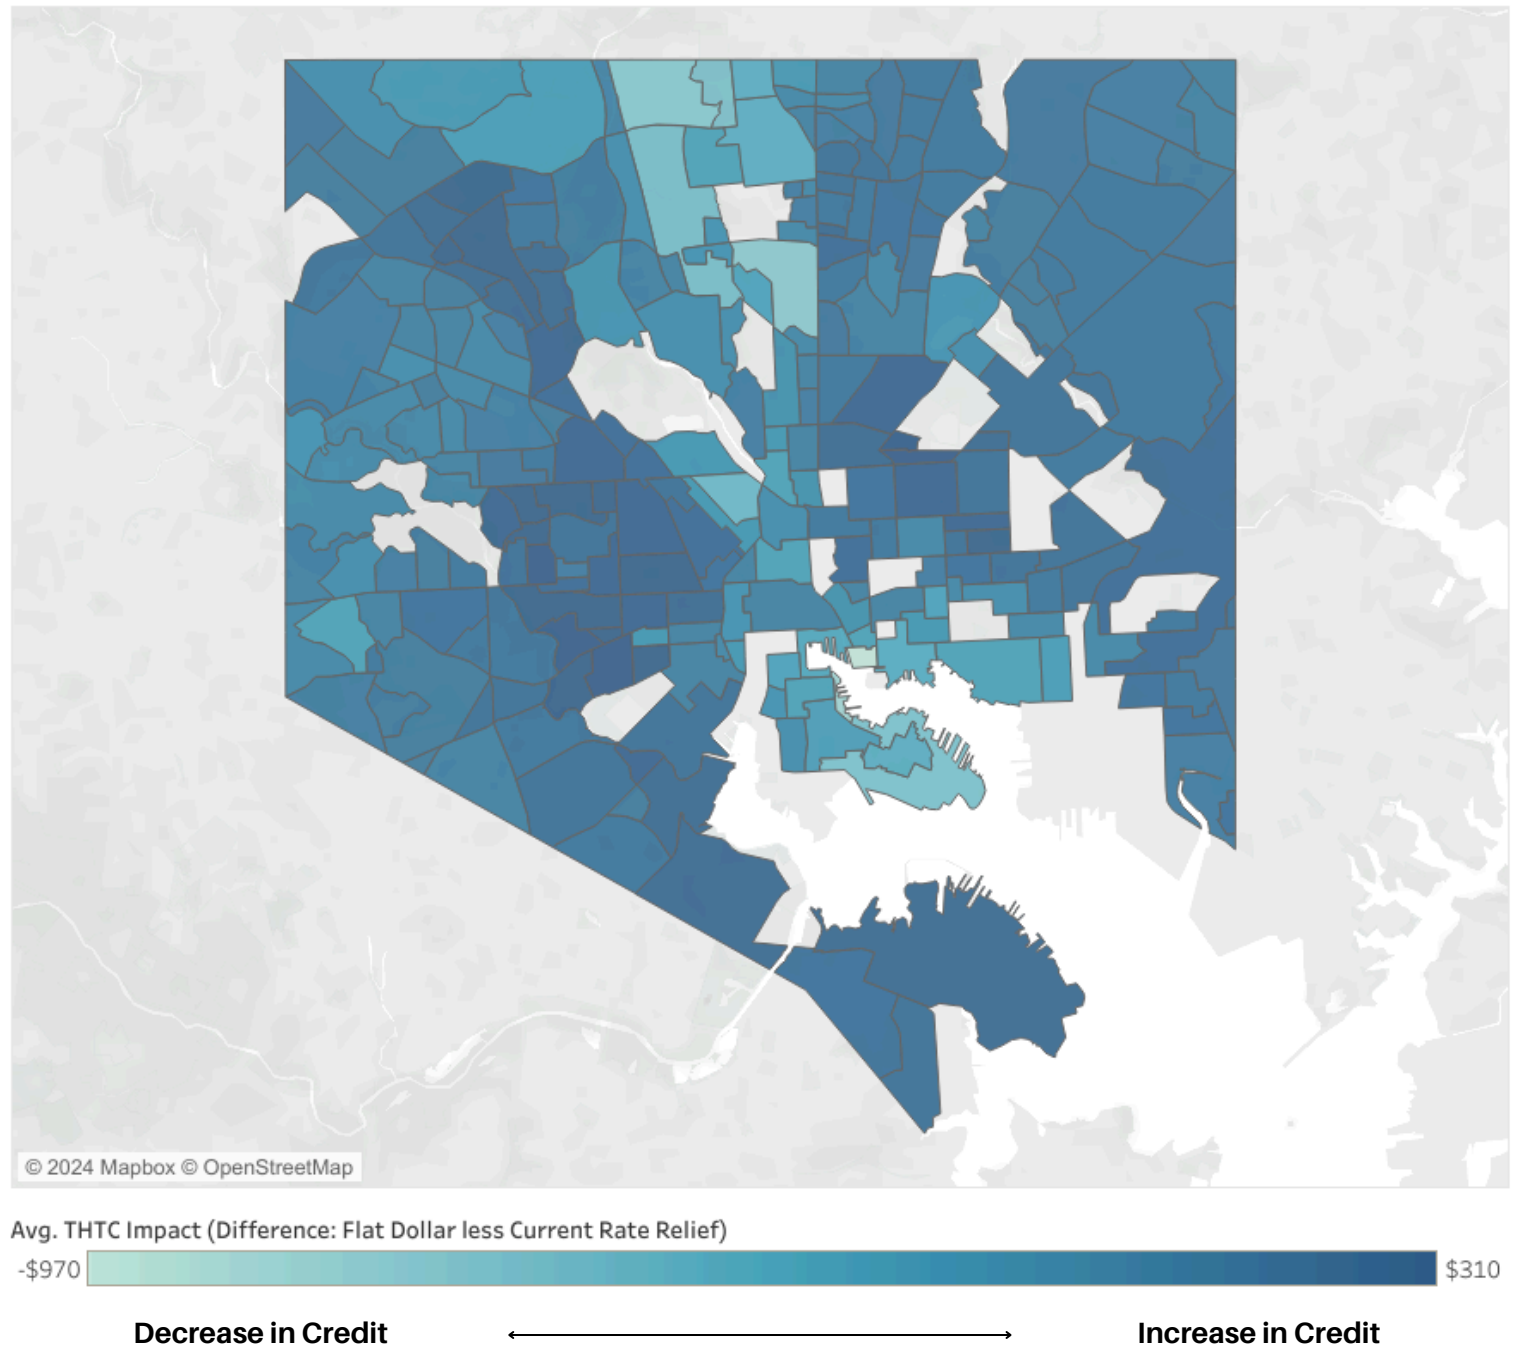 © 2024 Mapbox © OpenStreetMap
Avg. THTC Impact (Difference: Flat Dollar less Current Rate Relief)
-$970 $310
Decrease in Credit Increase in Credit